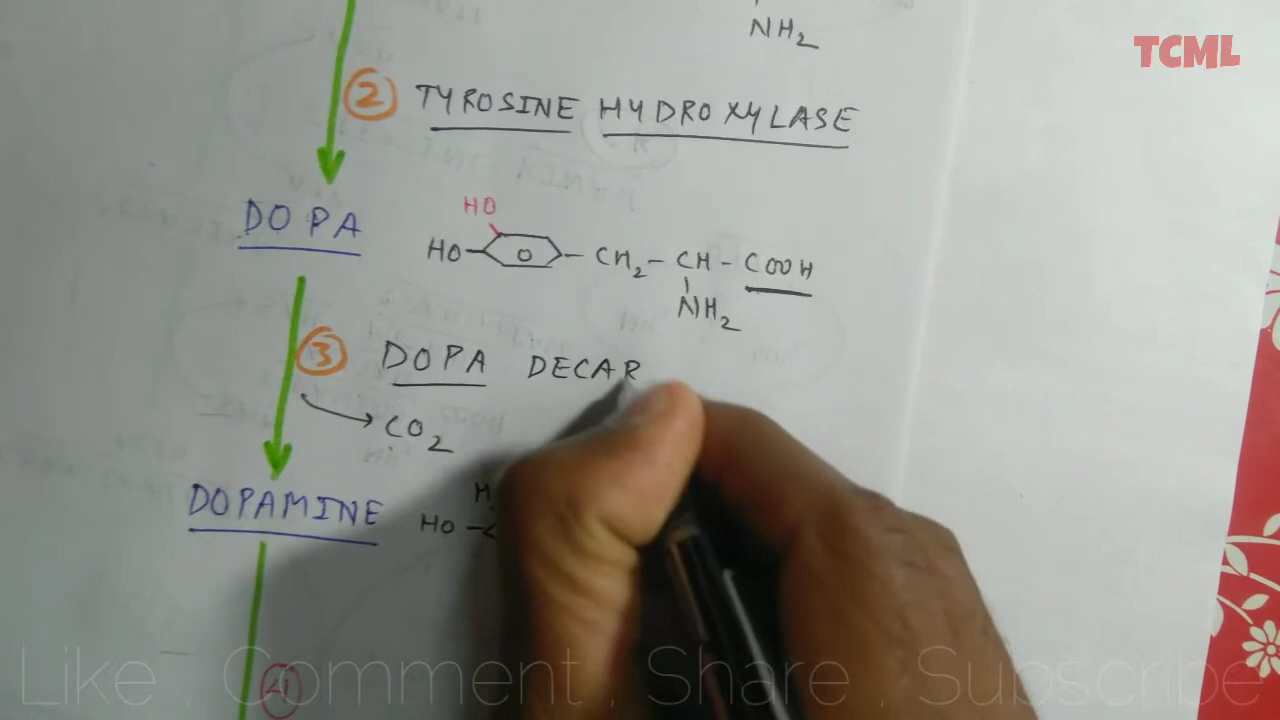 NH2
TCML
2 TYROSINE HYDROXYLASE
HO
DOPA
HO
CH2 - CH - COOH
NH2
3 DOPA DECAR
CO2
DOPAMINE
H
HO
4
Like , Comment , Share , Subscribe